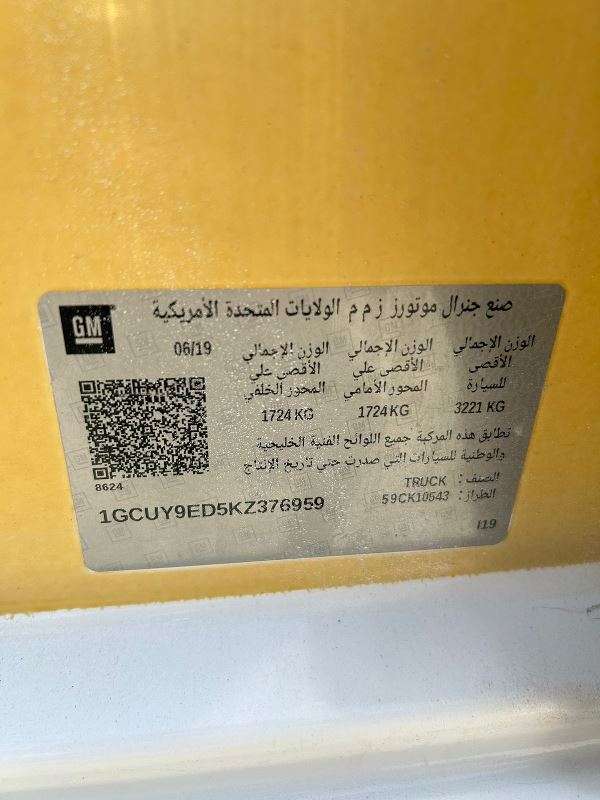 GM
صنع جنرال موتورز ز م م الولايات المتحدة الأمريكية
الوزن الإجمالي الوزن الإجمالي الوزن الإجمالي 06/19
الأقصى الأقصى على الأقصى على
للسيارة المحور الأمامي المحور الخلفي
3221 KG 1724 KG 1724 KG
تطابق هذه المركبة جميع اللوائح الفنية الخليجية
والوطنية للسيارات التي صدرت حتى تاريخ الإنتاج
8624
الصنف: TRUCK
الطراز: 59CK10543
1GCUY9ED5KZ376959
I19